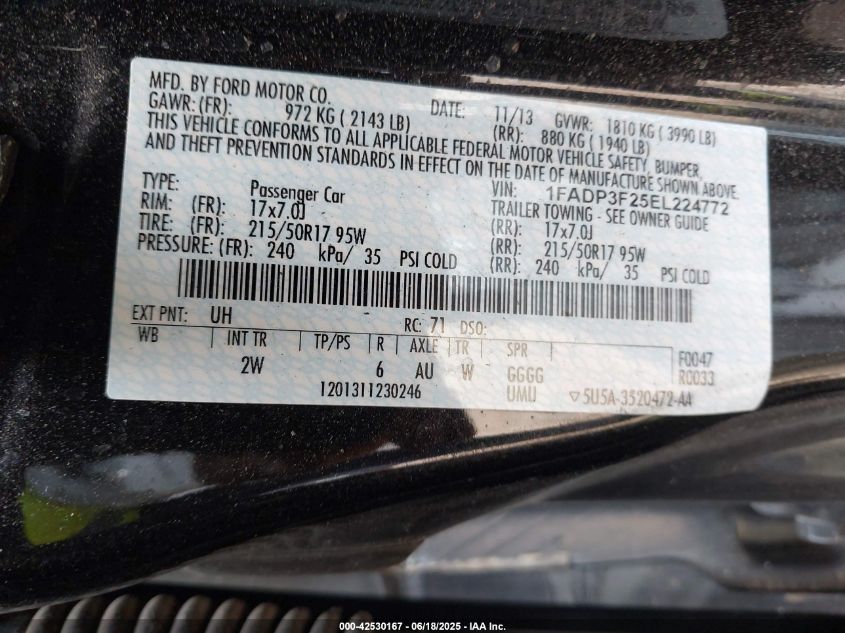 MFD. BY FORD MOTOR CO. DATE: 11/13 GVWR: 1810 KG ( 3990 LB)
GAWR: (FR): 972 KG ( 2143 LB) (RR): 880 KG ( 1940 LB)
THIS VEHICLE CONFORMS TO ALL APPLICABLE FEDERAL MOTOR VEHICLE SAFETY, BUMPER,
AND THEFT PREVENTION STANDARDS IN EFFECT ON THE DATE OF MANUFACTURE SHOWN ABOVE.
VIN: 1FADP3F25EL224772
TYPE: Passenger Car TRAILER TOWING - SEE OWNER GUIDE
RIM: (FR): 17x7.0J (RR): 17x7.0J
TIRE: (FR): 215/50R17 95W (RR): 215/50R17 95W
PRESSURE: (FR): 240 kPa/ 35 PSI COLD (RR): 240 kPa/ 35 PSI COLD
EXT PNT: UH RC: 71 DSO:
WB INT TR TP/PS R AXLE TR SPR F0047
2W 6 AU W GGGG R0033
1201311230246 UMU ▽5U5A-3520472-AA
000-42530167 - 06/18/2025 - IAA Inc.